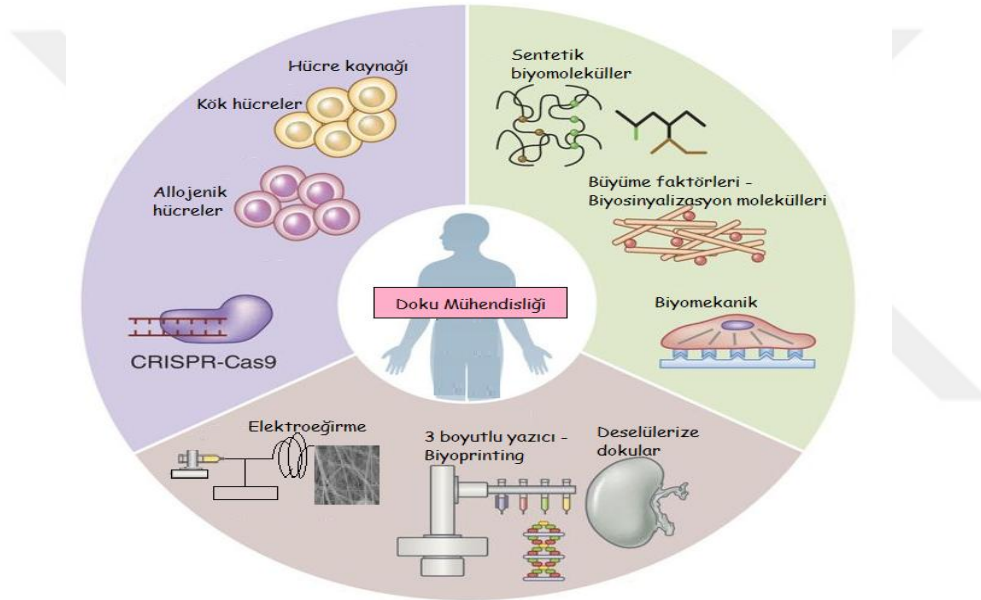 Hücre kaynağı
Kök hücreler
Allojenik
hücreler
CRISPR-Cas9
Sentetik
biyomoleküller
Büyüme faktörleri -
Biyosinyalizasyon molekülleri
Biyomekanik
Doku Mühendisliği
Elektroeğirme
3 boyutlu yazıcı -
Biyoprinting
Deselülerize
dokular